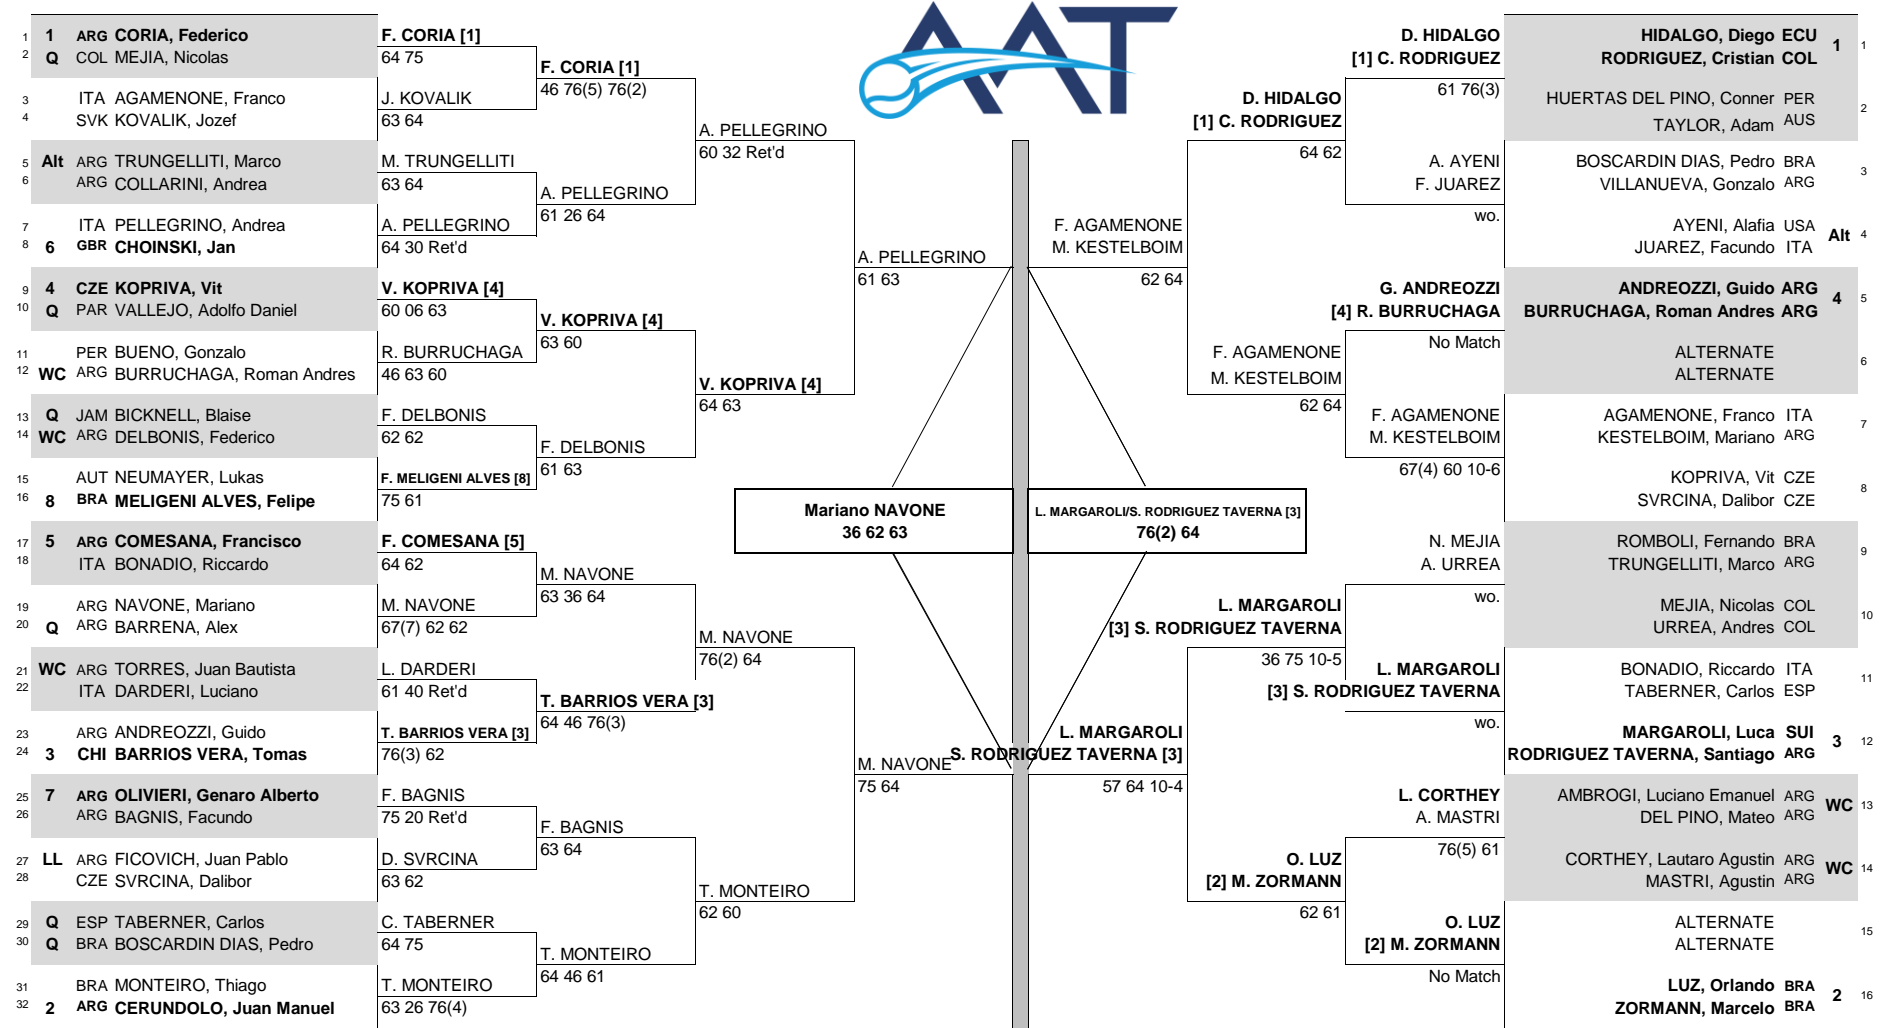 AAT
1 1 ARG CORIA, Federico
2 Q COL MEJIA, Nicolas
3 ITA AGAMENONE, Franco
4 SVK KOVALIK, Jozef
5 Alt ARG TRUNGELLITI, Marco
6 ARG COLLARINI, Andrea
7 ITA PELLEGRINO, Andrea
8 6 GBR CHOINSKI, Jan
9 4 CZE KOPRIVA, Vit
10 Q PAR VALLEJO, Adolfo Daniel
11 PER BUENO, Gonzalo
12 WC ARG BURRUCHAGA, Roman Andres
13 Q JAM BICKNELL, Blaise
14 WC ARG DELBONIS, Federico
15 AUT NEUMAYER, Lukas
16 8 BRA MELIGENI ALVES, Felipe
17 5 ARG COMESANA, Francisco
18 ITA BONADIO, Riccardo
19 ARG NAVONE, Mariano
20 Q ARG BARRENA, Alex
21 WC ARG TORRES, Juan Bautista
22 ITA DARDERI, Luciano
23 ARG ANDREOZZI, Guido
24 3 CHI BARRIOS VERA, Tomas
25 7 ARG OLIVIERI, Genaro Alberto
26 ARG BAGNIS, Facundo
27 LL ARG FICOVICH, Juan Pablo
28 CZE SVRCINA, Dalibor
29 Q ESP TABERNER, Carlos
30 Q BRA BOSCARDIN DIAS, Pedro
31 BRA MONTEIRO, Thiago
32 2 ARG CERUNDOLO, Juan Manuel
F. CORIA [1]
64 75
J. KOVALIK
63 64
M. TRUNGELLITI
63 64
A. PELLEGRINO
64 30 Ret'd
V. KOPRIVA [4]
60 06 63
R. BURRUCHAGA
46 63 60
F. DELBONIS
62 62
F. MELIGENI ALVES [8]
75 61
F. COMESANA [5]
64 62
M. NAVONE
67(7) 62 62
L. DARDERI
61 40 Ret'd
T. BARRIOS VERA [3]
76(3) 62
F. BAGNIS
75 20 Ret'd
D. SVRCINA
63 62
C. TABERNER
64 75
T. MONTEIRO
63 26 76(4)
F. CORIA [1]
46 76(5) 76(2)
A. PELLEGRINO
61 26 64
V. KOPRIVA [4]
63 60
F. DELBONIS
61 63
M. NAVONE
63 36 64
T. BARRIOS VERA [3]
64 46 76(3)
F. BAGNIS
63 64
T. MONTEIRO
64 46 61
A. PELLEGRINO
60 32 Ret'd
V. KOPRIVA [4]
64 63
M. NAVONE
76(2) 64
T. MONTEIRO
62 60
A. PELLEGRINO
61 63
M. NAVONE
75 64
Mariano NAVONE
36 62 63
L. MARGAROLI/S. RODRIGUEZ TAVERNA [3]
76(2) 64
F. AGAMENONE
M. KESTELBOIM
62 64
L. MARGAROLI
S. RODRIGUEZ TAVERNA [3]
57 64 10-4
D. HIDALGO
[1] C. RODRIGUEZ
64 62
F. AGAMENONE
M. KESTELBOIM
62 64
L. MARGAROLI
[3] S. RODRIGUEZ TAVERNA
36 75 10-5
O. LUZ
[2] M. ZORMANN
62 61
D. HIDALGO
[1] C. RODRIGUEZ
61 76(3)
A. AYENI
F. JUAREZ
wo.
G. ANDREOZZI
[4] R. BURRUCHAGA
No Match
F. AGAMENONE
M. KESTELBOIM
67(4) 60 10-6
N. MEJIA
A. URREA
wo.
L. MARGAROLI
[3] S. RODRIGUEZ TAVERNA
wo.
L. CORTHEY
A. MASTRI
76(5) 61
O. LUZ
[2] M. ZORMANN
No Match
HIDALGO, Diego ECU
RODRIGUEZ, Cristian COL
1 1
HUERTAS DEL PINO, Conner PER
TAYLOR, Adam AUS
2
BOSCARDIN DIAS, Pedro BRA
VILLANUEVA, Gonzalo ARG
3
AYENI, Alafia USA
JUAREZ, Facundo ITA
Alt 4
ANDREOZZI, Guido ARG
BURRUCHAGA, Roman Andres ARG
4 5
ALTERNATE
ALTERNATE
6
AGAMENONE, Franco ITA
KESTELBOIM, Mariano ARG
7
KOPRIVA, Vit CZE
SVRCINA, Dalibor CZE
8
ROMBOLI, Fernando BRA
TRUNGELLITI, Marco ARG
9
MEJIA, Nicolas COL
URREA, Andres COL
10
BONADIO, Riccardo ITA
TABERNER, Carlos ESP
11
MARGAROLI, Luca SUI
RODRIGUEZ TAVERNA, Santiago ARG
3 12
AMBROGI, Luciano Emanuel ARG
DEL PINO, Mateo ARG
WC 13
CORTHEY, Lautaro Agustin ARG
MASTRI, Agustin ARG
WC 14
ALTERNATE
ALTERNATE
15
LUZ, Orlando BRA
ZORMANN, Marcelo BRA
2 16